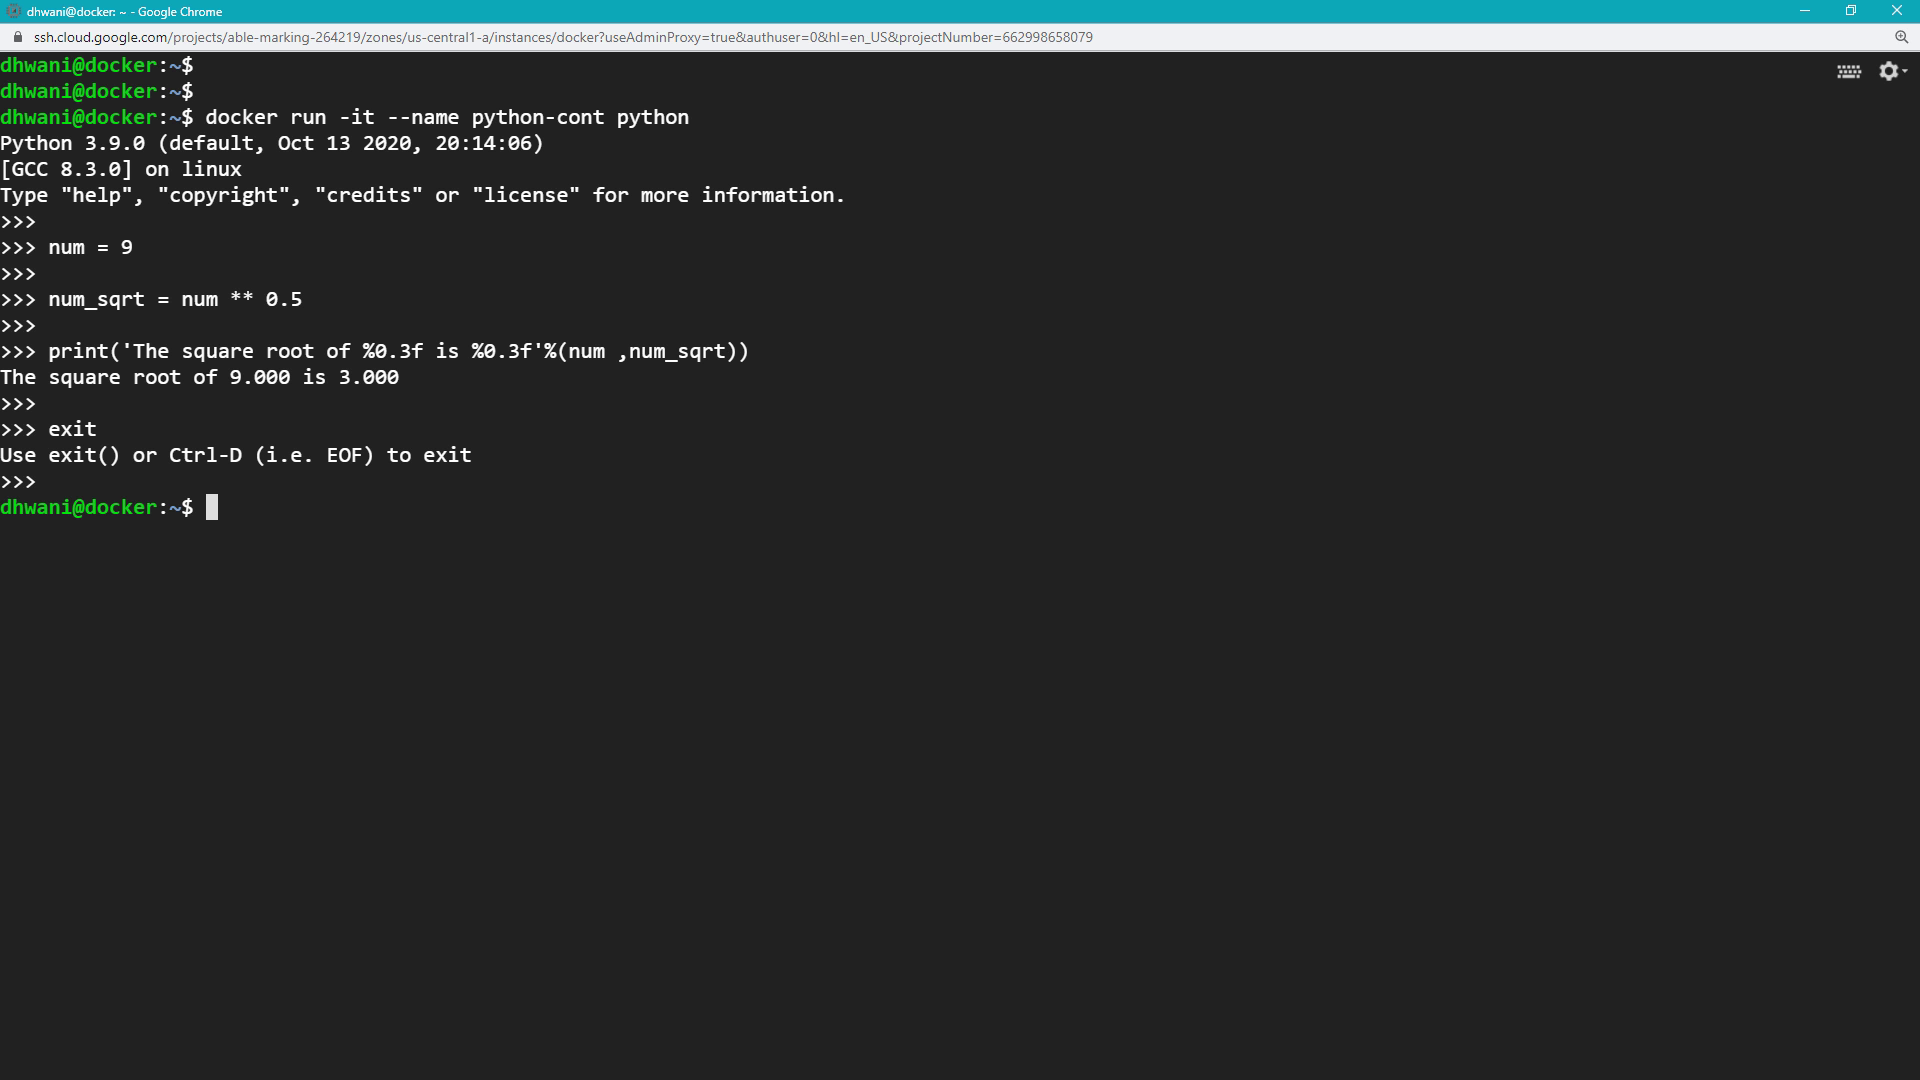 dhwani@docker: ~ - Google Chrome
ssh.cloud.google.com/projects/able-marking-264219/zones/us-central1-a/instances/docker?useAdminProxy=true&authuser=0&hl=en_US&projectNumber=662998658079
dhwani@docker:~$
dhwani@docker:~$
dhwani@docker:~$ docker run -it --name python-cont python
Python 3.9.0 (default, Oct 13 2020, 20:14:06)
[GCC 8.3.0] on linux
Type "help", "copyright", "credits" or "license" for more information.
>>>
>>> num = 9
>>>
>>> num_sqrt = num ** 0.5
>>>
>>> print('The square root of %0.3f is %0.3f'%(num ,num_sqrt))
The square root of 9.000 is 3.000
>>>
>>> exit
Use exit() or Ctrl-D (i.e. EOF) to exit
>>>
dhwani@docker:~$